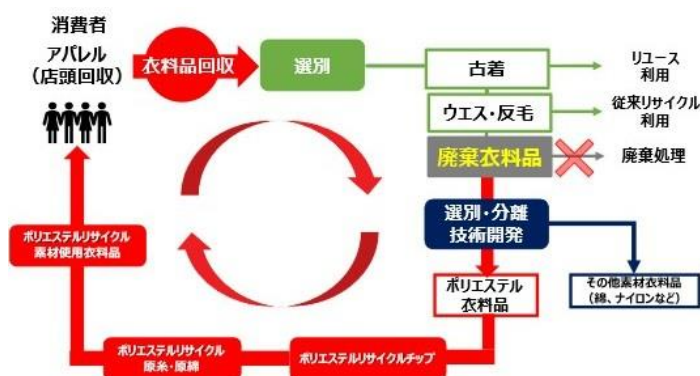 消費者
アパレル
(店頭回収)
衣料品回収
選別
古着
リユース
利用
ウエス・反毛
従来リサイクル
利用
廃棄衣料品
廃棄処理
選別・分離
技術開発
ポリエステル
衣料品
その他素材衣料品
(綿、ナイロンなど)
ポリエステルリサイクルチップ
ポリエステルリサイクル
原糸・原綿
ポリエステルリサイクル
素材使用衣料品